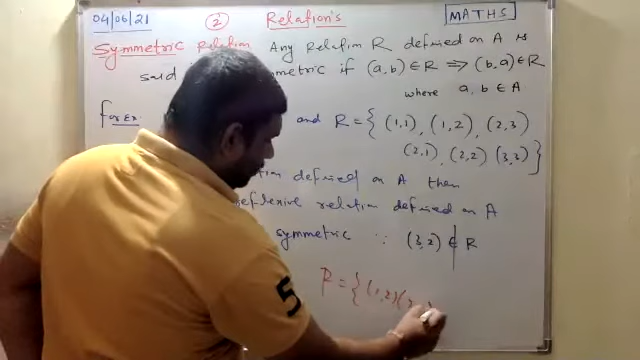 04/06/21 2 Relation's MATHS
Symmetric Relation Any Relation R defined on A is
said symmetric if (a, b) ∈ R ⟹ (b, a) ∈ R
where a, b ∈ A
For Ex. and R = { (1,1), (1,2), (2,3)
(2,1), (2,2) (3,3) }
defined on A then
reflexive relation defined on A
symmetric ∵ (3,2) ∉ R
R = { (1,2)(
5